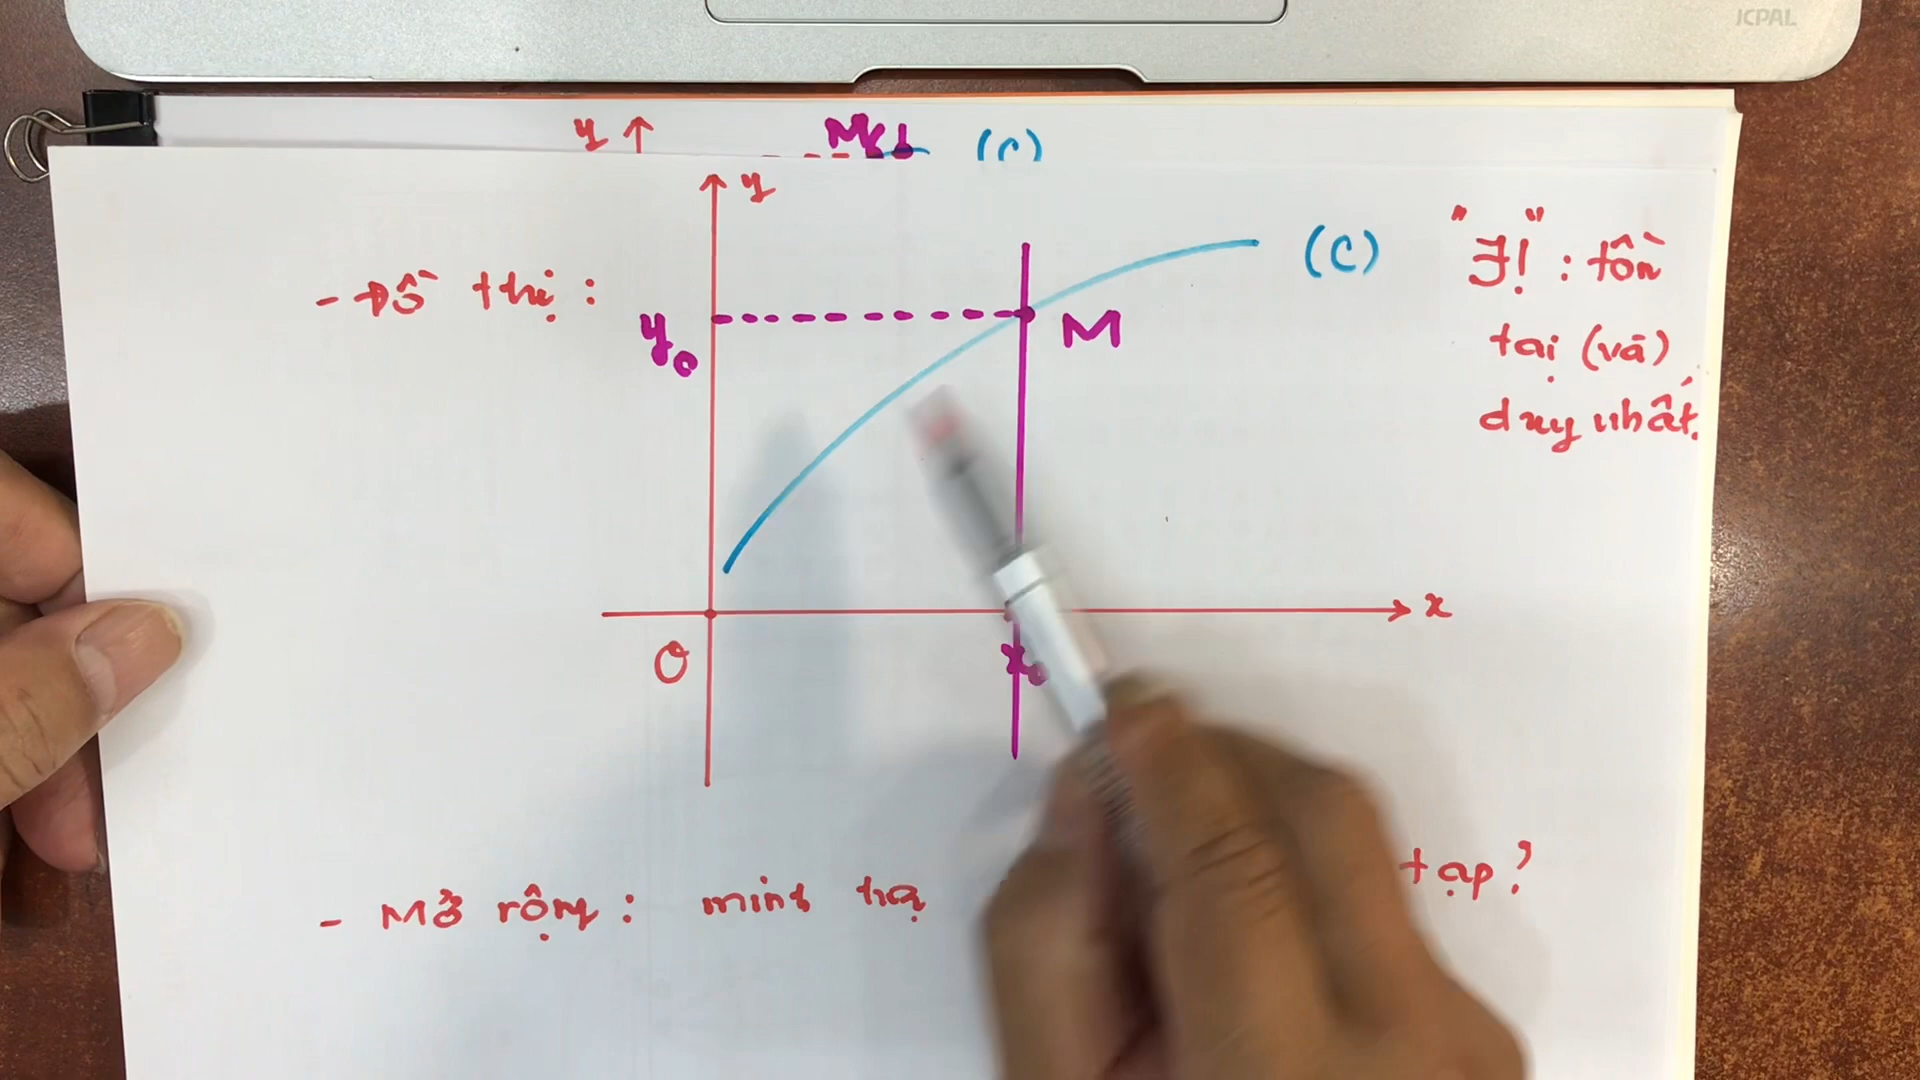 JCPAL
y
(C)
y
(C)
"∃!" : tồn
tại (và)
duy nhất.
- Đồ thị :
y₀
M
x
O
x₀
- Mở rộng : minh họa
tạp ?